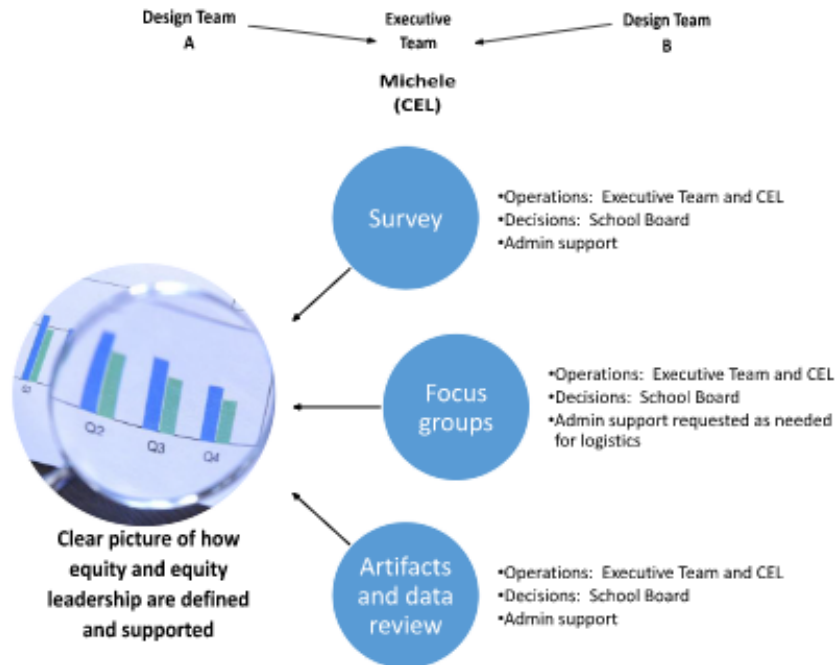 Design Team
A
Executive
Team
Design Team
B
Michele
(CEL)
Survey
•Operations: Executive Team and CEL
•Decisions: School Board
•Admin support
Q2
Q3
Q4
Focus
groups
•Operations: Executive Team and CEL
•Decisions: School Board
•Admin support requested as needed
for logistics
Clear picture of how
equity and equity
leadership are defined
and supported
Artifacts
and data
review
•Operations: Executive Team and CEL
•Decisions: School Board
•Admin support